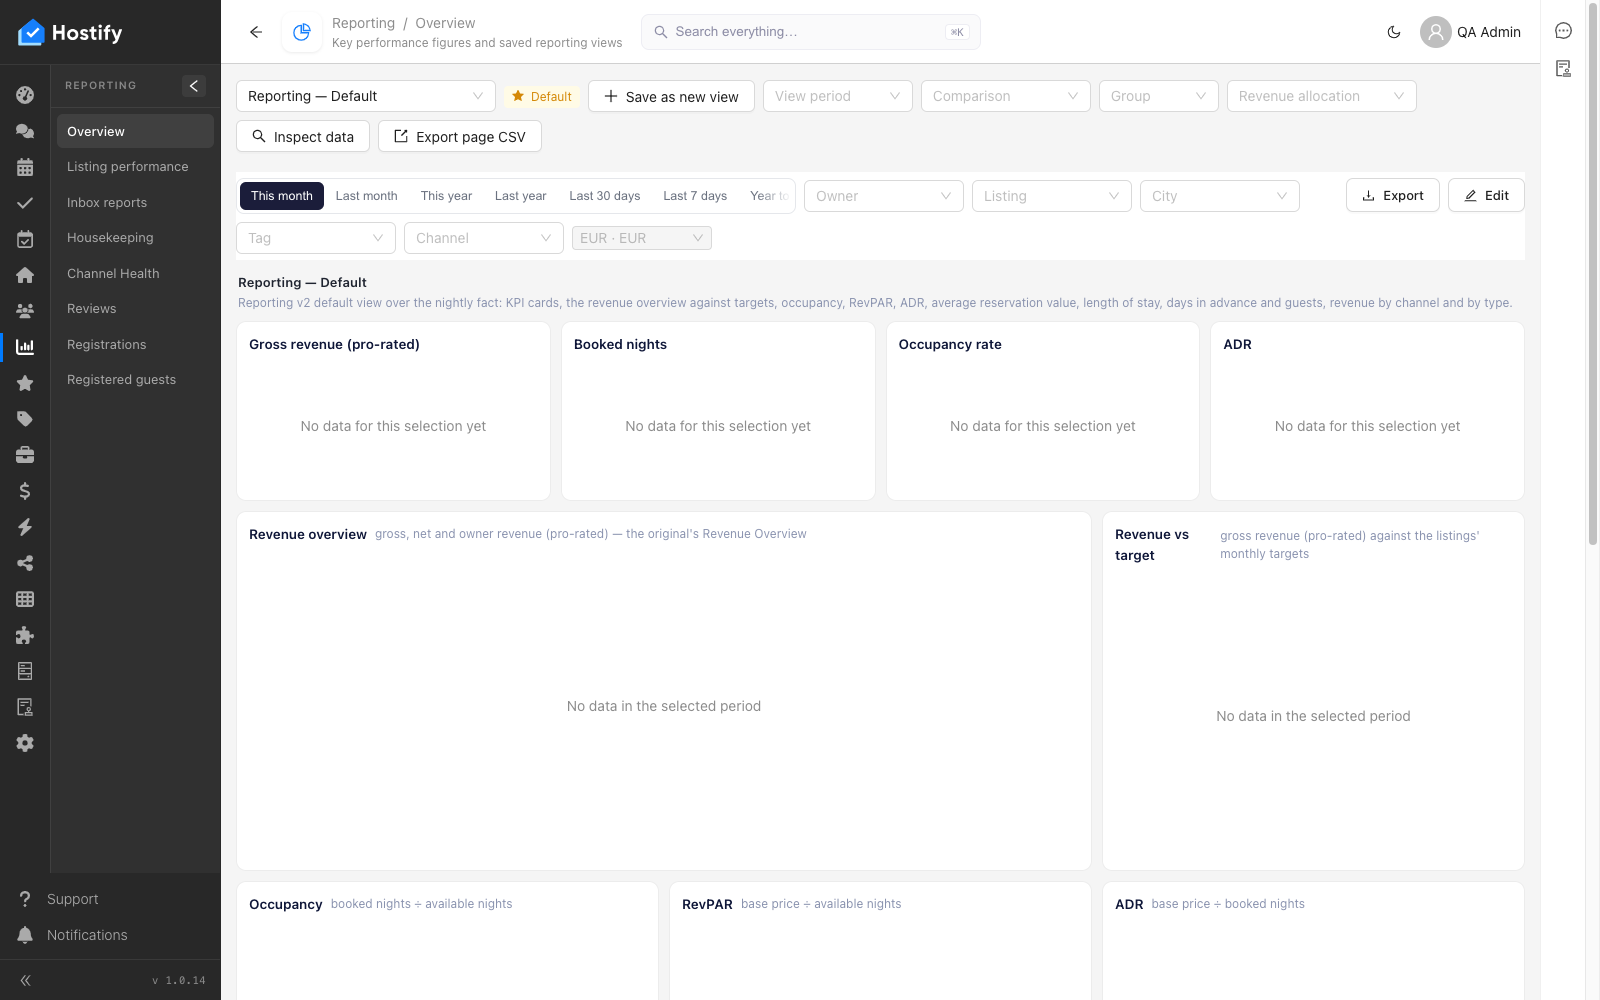 Hostify
Reporting / Overview
Key performance figures and saved reporting views
Search everything...
⌘K
QA Admin
REPORTING
Overview
Listing performance
Inbox reports
Housekeeping
Channel Health
Reviews
Registrations
Registered guests
Support
Notifications
v 1.0.14
Reporting — Default
Default
Save as new view
View period
Comparison
Group
Revenue allocation
Inspect data
Export page CSV
This month
Last month
This year
Last year
Last 30 days
Last 7 days
Year to
Owner
Listing
City
Export
Edit
Tag
Channel
EUR · EUR
Reporting — Default
Reporting v2 default view over the nightly fact: KPI cards, the revenue overview against targets, occupancy, RevPAR, ADR, average reservation value, length of stay, days in advance and guests, revenue by channel and by type.
Gross revenue (pro-rated)
No data for this selection yet
Booked nights
No data for this selection yet
Occupancy rate
No data for this selection yet
ADR
No data for this selection yet
Revenue overview gross, net and owner revenue (pro-rated) — the original's Revenue Overview
No data in the selected period
Revenue vs
target
gross revenue (pro-rated) against the listings'
monthly targets
No data in the selected period
Occupancy booked nights ÷ available nights
RevPAR base price ÷ available nights
ADR base price ÷ booked nights